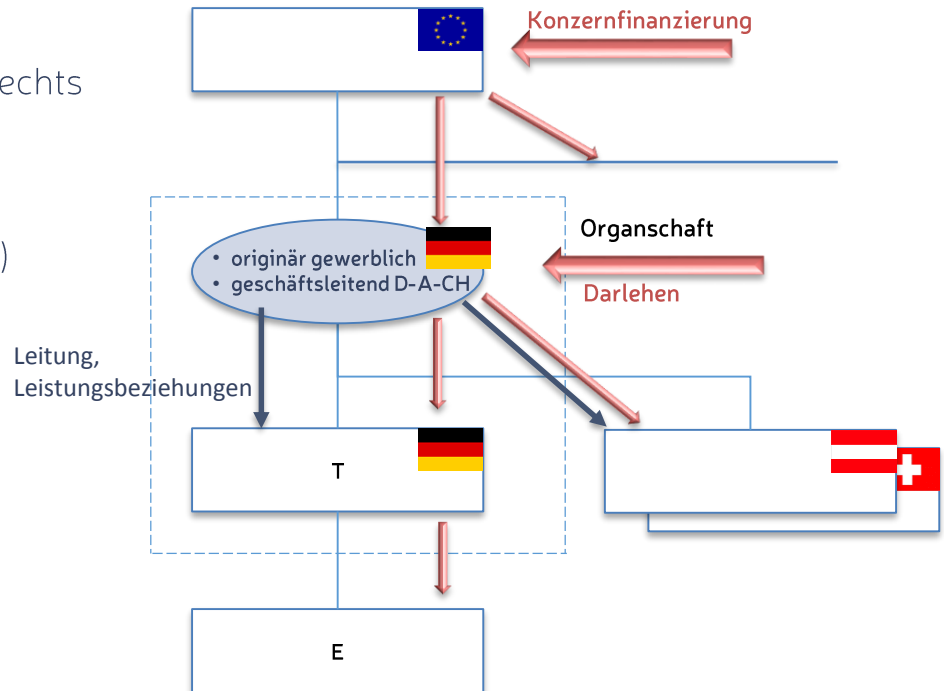 Konzernfinanzierung
echts
)
• originär gewerblich
• geschäftsleitend D-A-CH
Organschaft
Darlehen
Leitung,
Leistungsbeziehungen
T
E